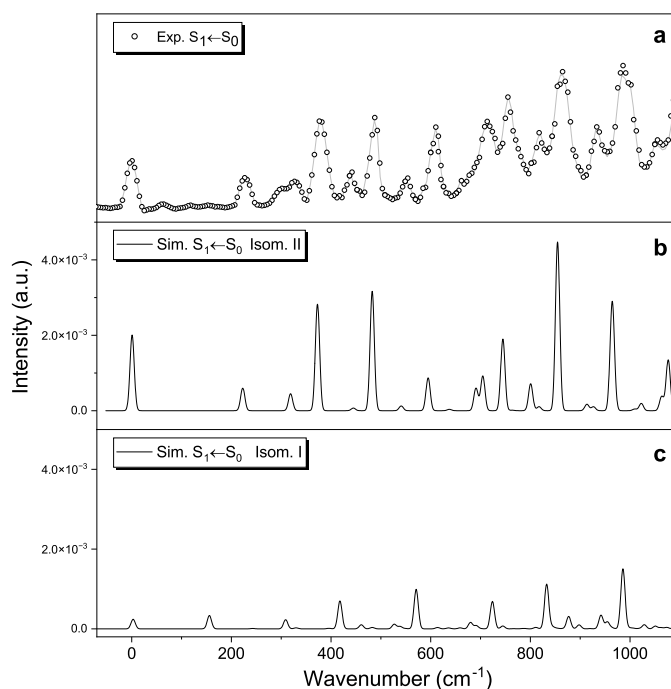 Exp. S₁←S₀
a
Sim. S₁←S₀ Isom. II
b
4.0×10⁻³
2.0×10⁻³
0.0
Sim. S₁←S₀ Isom. I
c
4.0×10⁻³
2.0×10⁻³
0.0
Intensity (a.u.)
0 200 400 600 800 1000
Wavenumber (cm⁻¹)